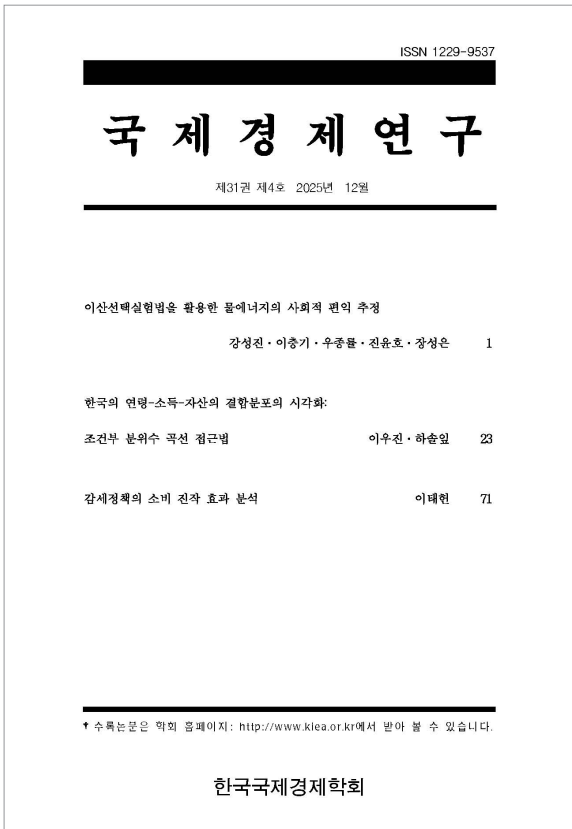 ISSN 1229-9537
국제경제연구
제31권 제4호 2025년 12월
이산선택실험법을 활용한 물에너지의 사회적 편익 추정
강성진·이충기·우중률·진윤호·장성은 1
한국의 연령-소득-자산의 결합분포의 시각화:
조건부 분위수 곡선 접근법 이우진·하솔잎 23
감세정책의 소비 진작 효과 분석 이태현 71
✝ 수록논문은 학회 홈페이지: http://www.kiea.or.kr에서 받아 볼 수 있습니다.
한국국제경제학회